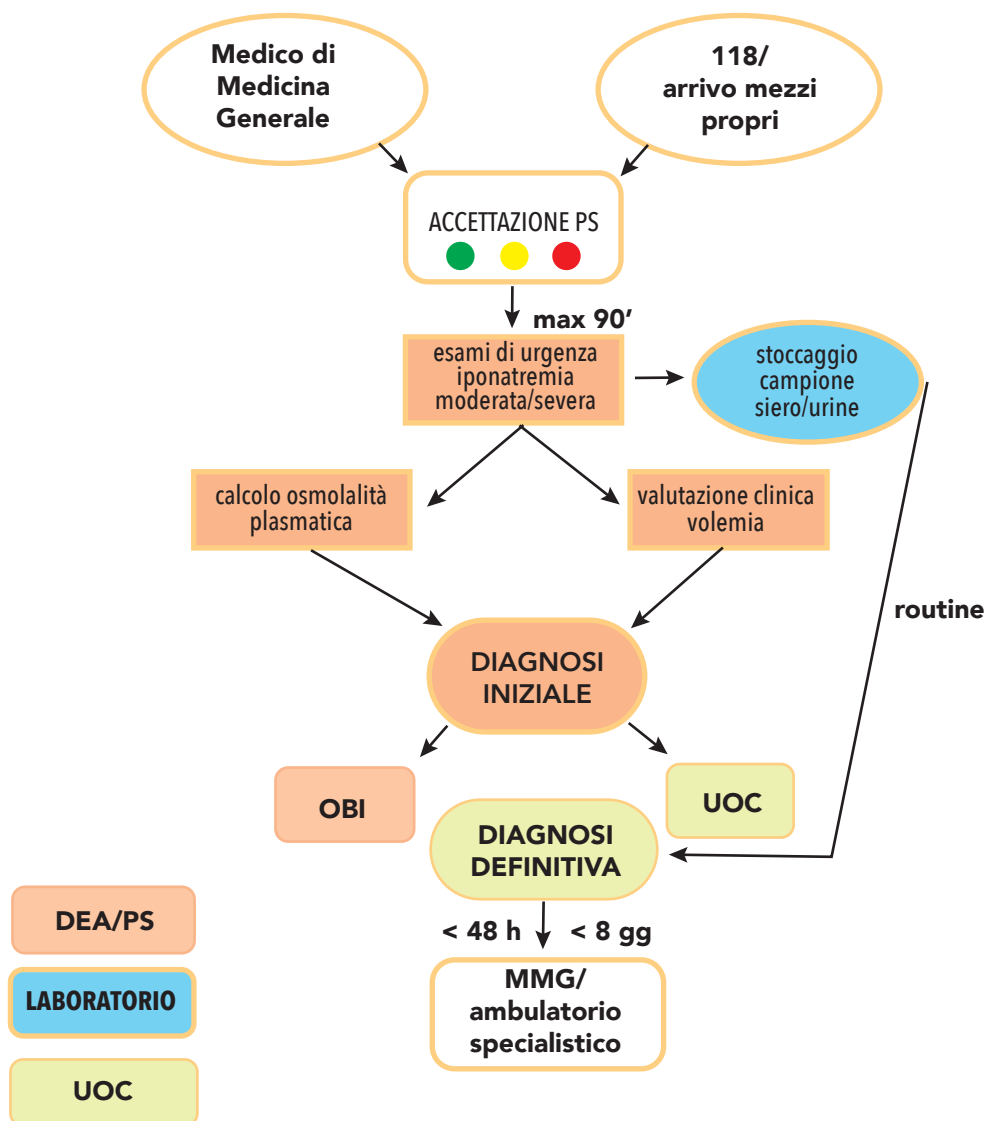 Medico di
Medicina
Generale
118/
arrivo mezzi
propri
ACCETTAZIONE PS
max 90’
esami di urgenza
iponatremia
moderata/severa
stoccaggio
campione
siero/urine
calcolo osmolalità
plasmatica
valutazione clinica
volemia
routine
DIAGNOSI
INIZIALE
OBI
UOC
DIAGNOSI
DEFINITIVA
< 48 h
< 8 gg
MMG/
ambulatorio
specialistico
DEA/PS
LABORATORIO
UOC